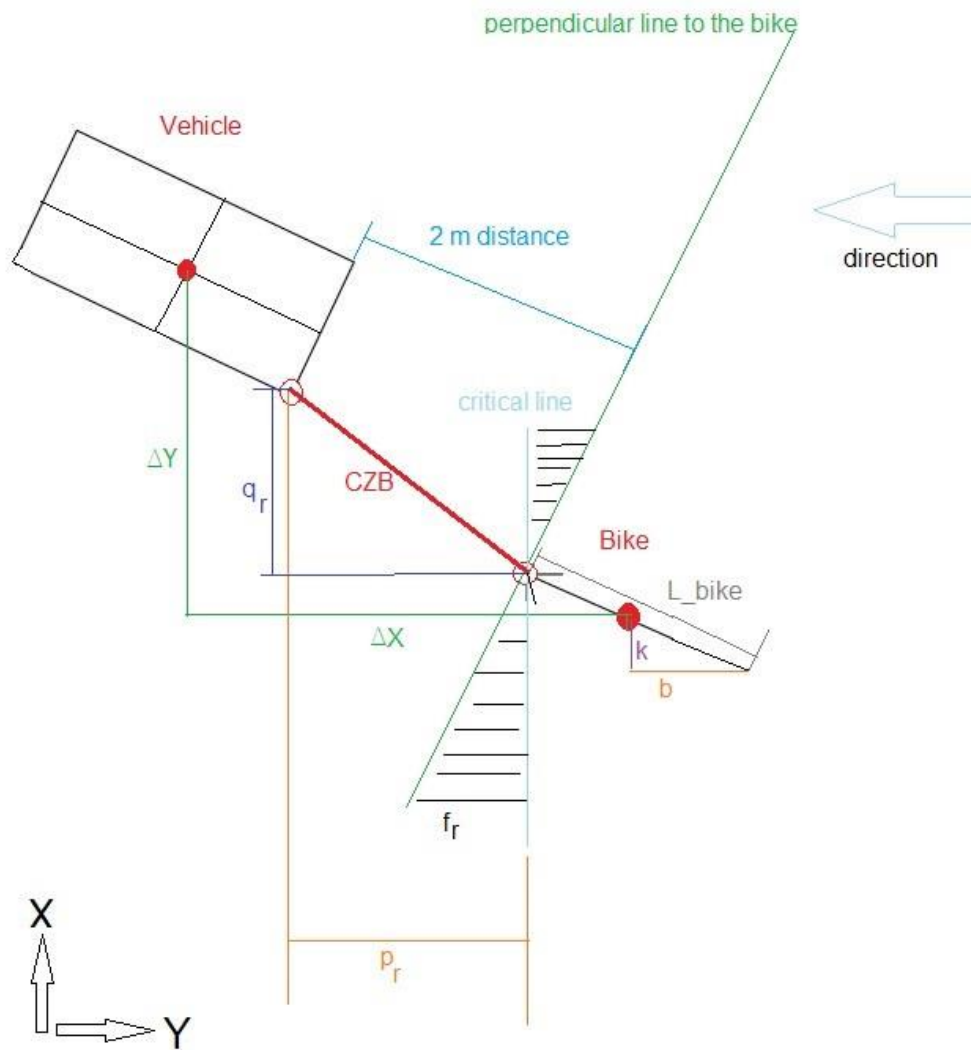 perpendicular line to the bike
Vehicle
2 m distance
direction
critical line
ΔY
q_r
CZB
Bike
L_bike
ΔX
k
b
f_r
X
p_r
Y